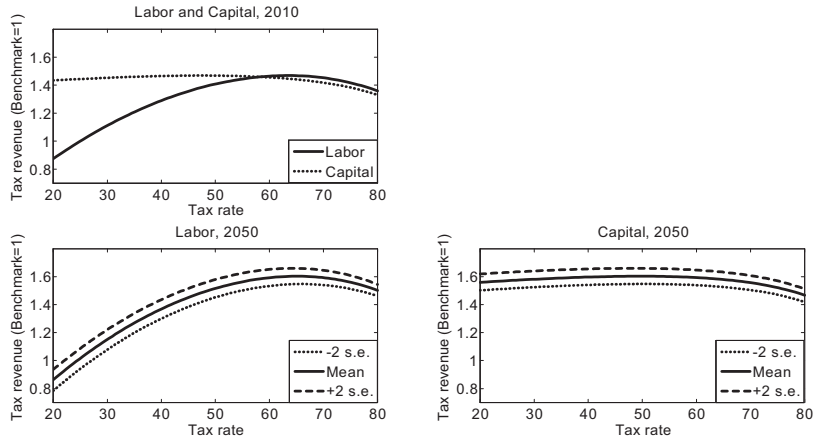 Labor and Capital, 2010
Tax revenue (Benchmark=1)
1.6
1.4
1.2
1
0.8
Labor
Capital
20 30 40 50 60 70 80
Tax rate
Labor, 2050
Tax revenue (Benchmark=1)
1.6
1.4
1.2
1
0.8
-2 s.e.
Mean
+2 s.e.
20 30 40 50 60 70 80
Tax rate
Capital, 2050
Tax revenue (Benchmark=1)
1.6
1.4
1.2
1
0.8
-2 s.e.
Mean
+2 s.e.
20 30 40 50 60 70 80
Tax rate